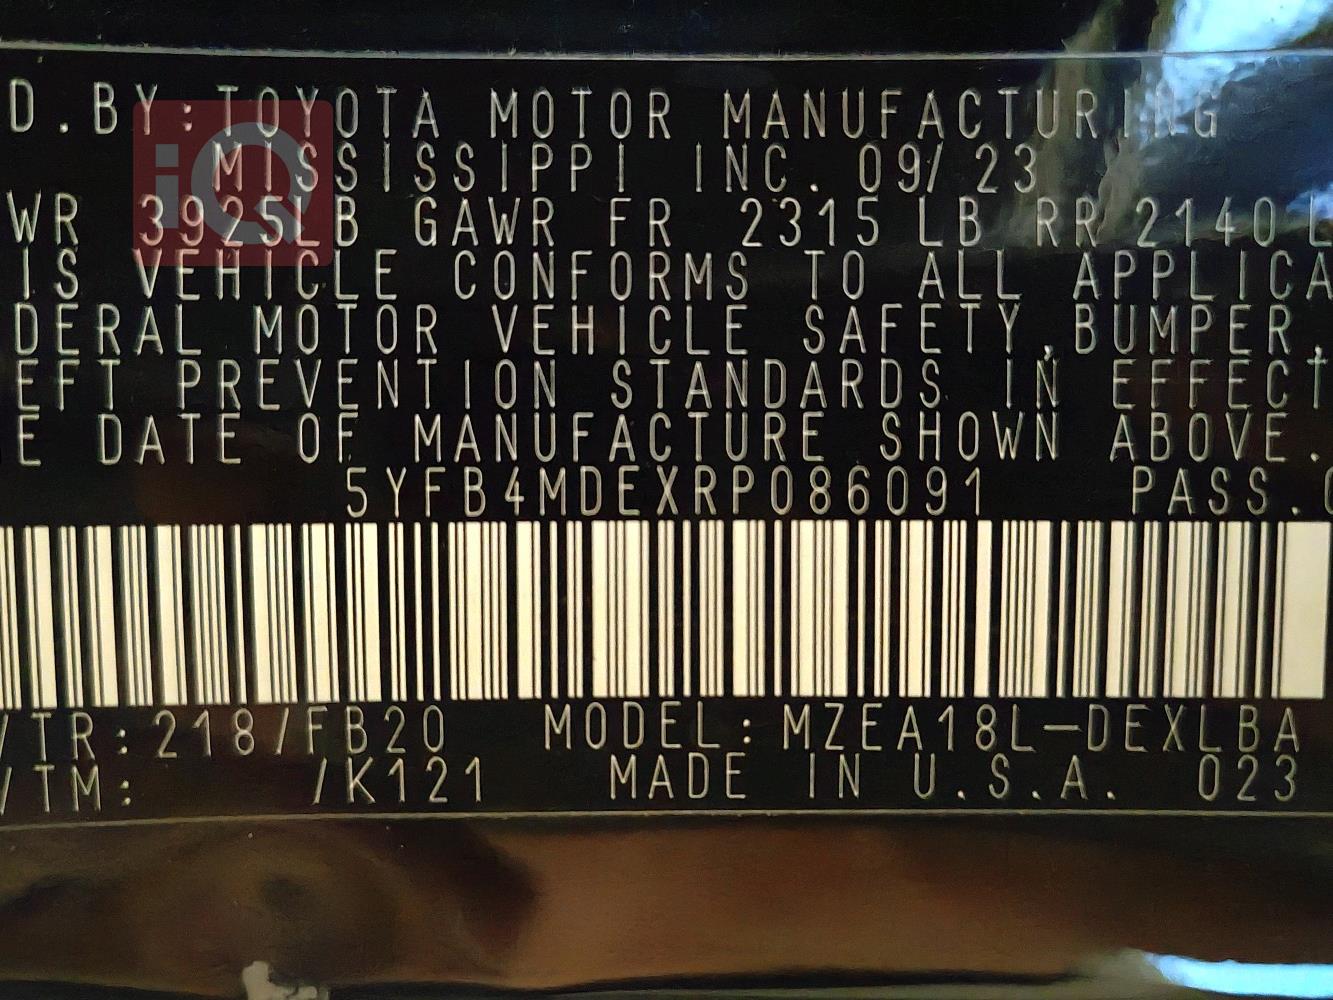 D.BY:TOYOTA MOTOR MANUFACTURING
MISSISSIPPI INC. 09/23
WR 3925LB GAWR FR 2315 LB RR 2140 L
IS VEHICLE CONFORMS TO ALL APPLICA
DERAL MOTOR VEHICLE SAFETY,BUMPER,
EFT PREVENTION STANDARDS IN EFFECT
E DATE OF MANUFACTURE SHOWN ABOVE.
5YFB4MDEXRP086091 PASS.
/TR:218/FB20 MODEL:MZEA18L-DEXLBA
/TM: /K121 MADE IN U.S.A. 023
iQ